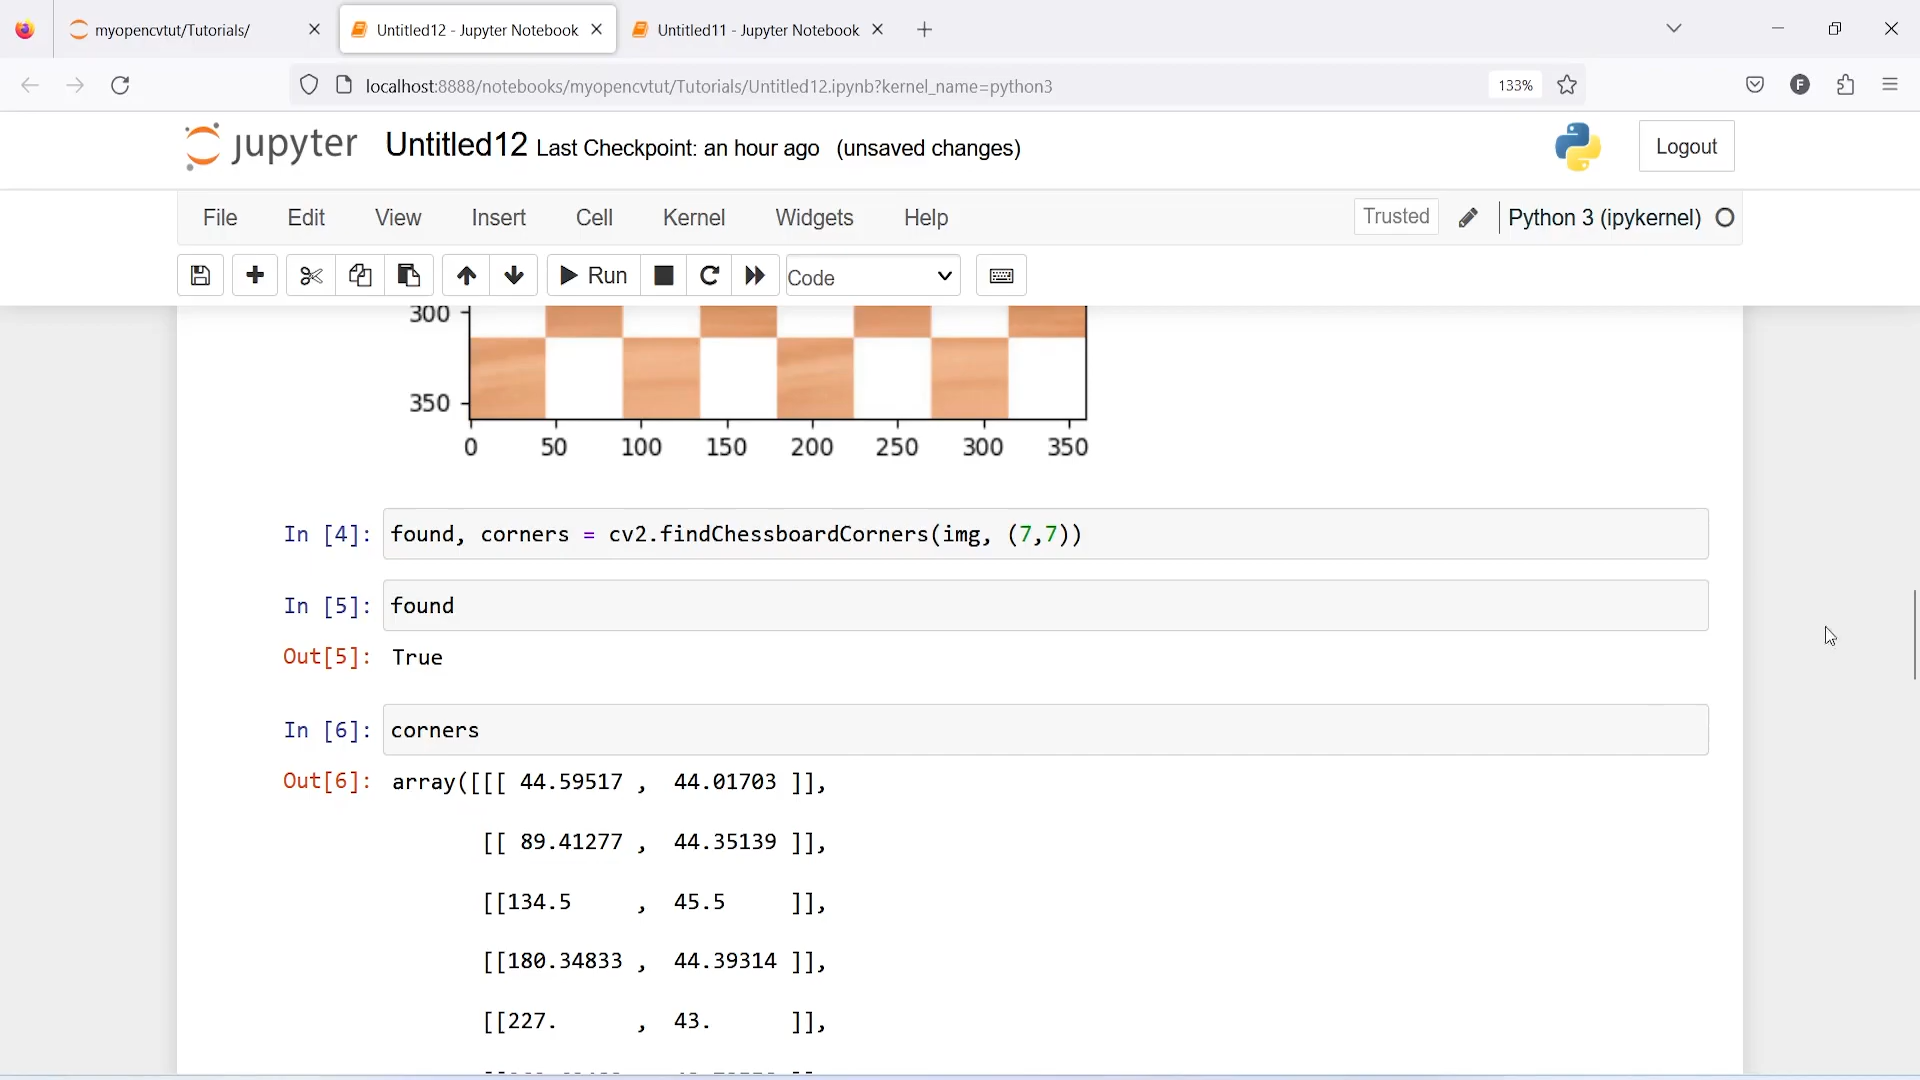 myopencvtut/Tutorials/
Untitled12 - Jupyter Notebook
Untitled11 - Jupyter Notebook
localhost:8888/notebooks/myopencvtut/Tutorials/Untitled12.ipynb?kernel_name=python3
133%
F
jupyter
Untitled12 Last Checkpoint: an hour ago (unsaved changes)
Logout
File Edit View Insert Cell Kernel Widgets Help
Trusted
Python 3 (ipykernel)
Run
Code
300
350
0 50 100 150 200 250 300 350
In [4]: found, corners = cv2.findChessboardCorners(img, (7,7))
In [5]: found
Out[5]: True
In [6]: corners
Out[6]: array([[[ 44.59517 , 44.01703 ]],
[[ 89.41277 , 44.35139 ]],
[[134.5 , 45.5 ]],
[[180.34833 , 44.39314 ]],
[[227. , 43. ]],